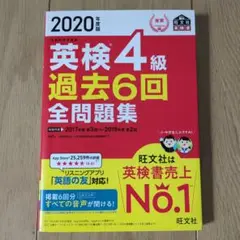 2020年度版
英検4級
過去6回
全問題集
2017年度第3回~2019年度第2回
App Store 25,259件の評価
リスニングアプリ
「英語の友」対応!
掲載6回分
すべての音声が聞ける!
旺文社は
英検書売上
No.1
旺文社